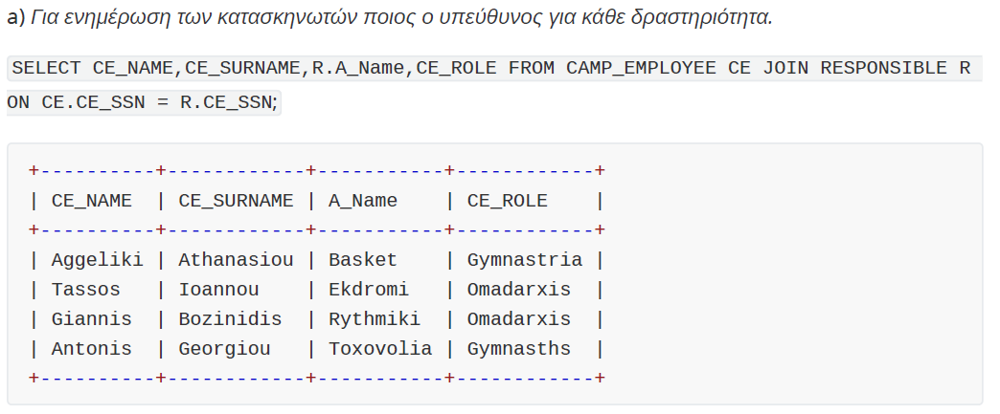 a) Για ενημέρωση των κατασκηνωτών ποιος ο υπεύθυνος για κάθε δραστηριότητα.
SELECT CE_NAME,CE_SURNAME,R.A_Name,CE_ROLE FROM CAMP_EMPLOYEE CE JOIN RESPONSIBLE R
ON CE.CE_SSN = R.CE_SSN;
+----------+------------+-----------+------------+
| CE_NAME  | CE_SURNAME | A_Name    | CE_ROLE    |
+----------+------------+-----------+------------+
| Aggeliki | Athanasiou | Basket    | Gymnastria |
| Tassos   | Ioannou    | Ekdromi   | Omadarxis  |
| Giannis  | Bozinidis  | Rythmiki  | Omadarxis  |
| Antonis  | Georgiou   | Toxovolia | Gymnasths  |
+----------+------------+-----------+------------+